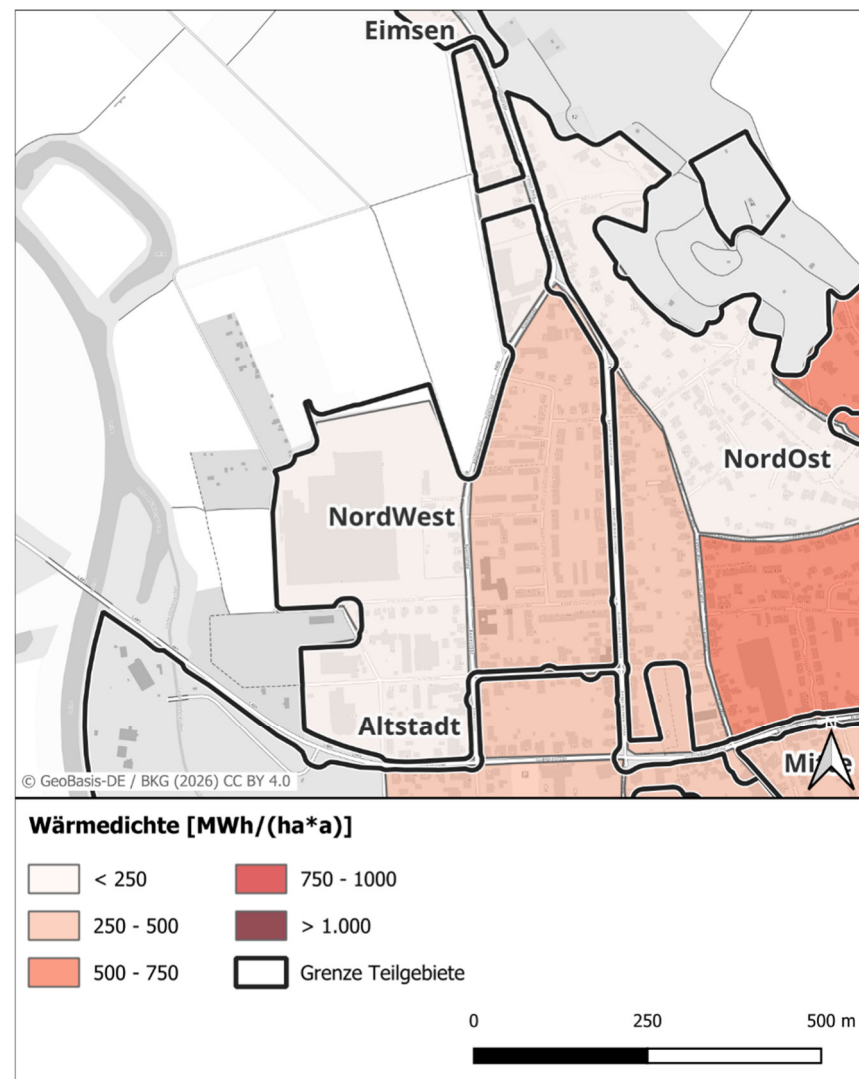 Eimsen
NordOst
NordWest
Altstadt
N
© GeoBasis-DE / BKG (2026) CC BY 4.0
Wärmedichte [MWh/(ha*a)]
< 250
750 - 1000
250 - 500
> 1.000
500 - 750
Grenze Teilgebiete
0 250 500 m